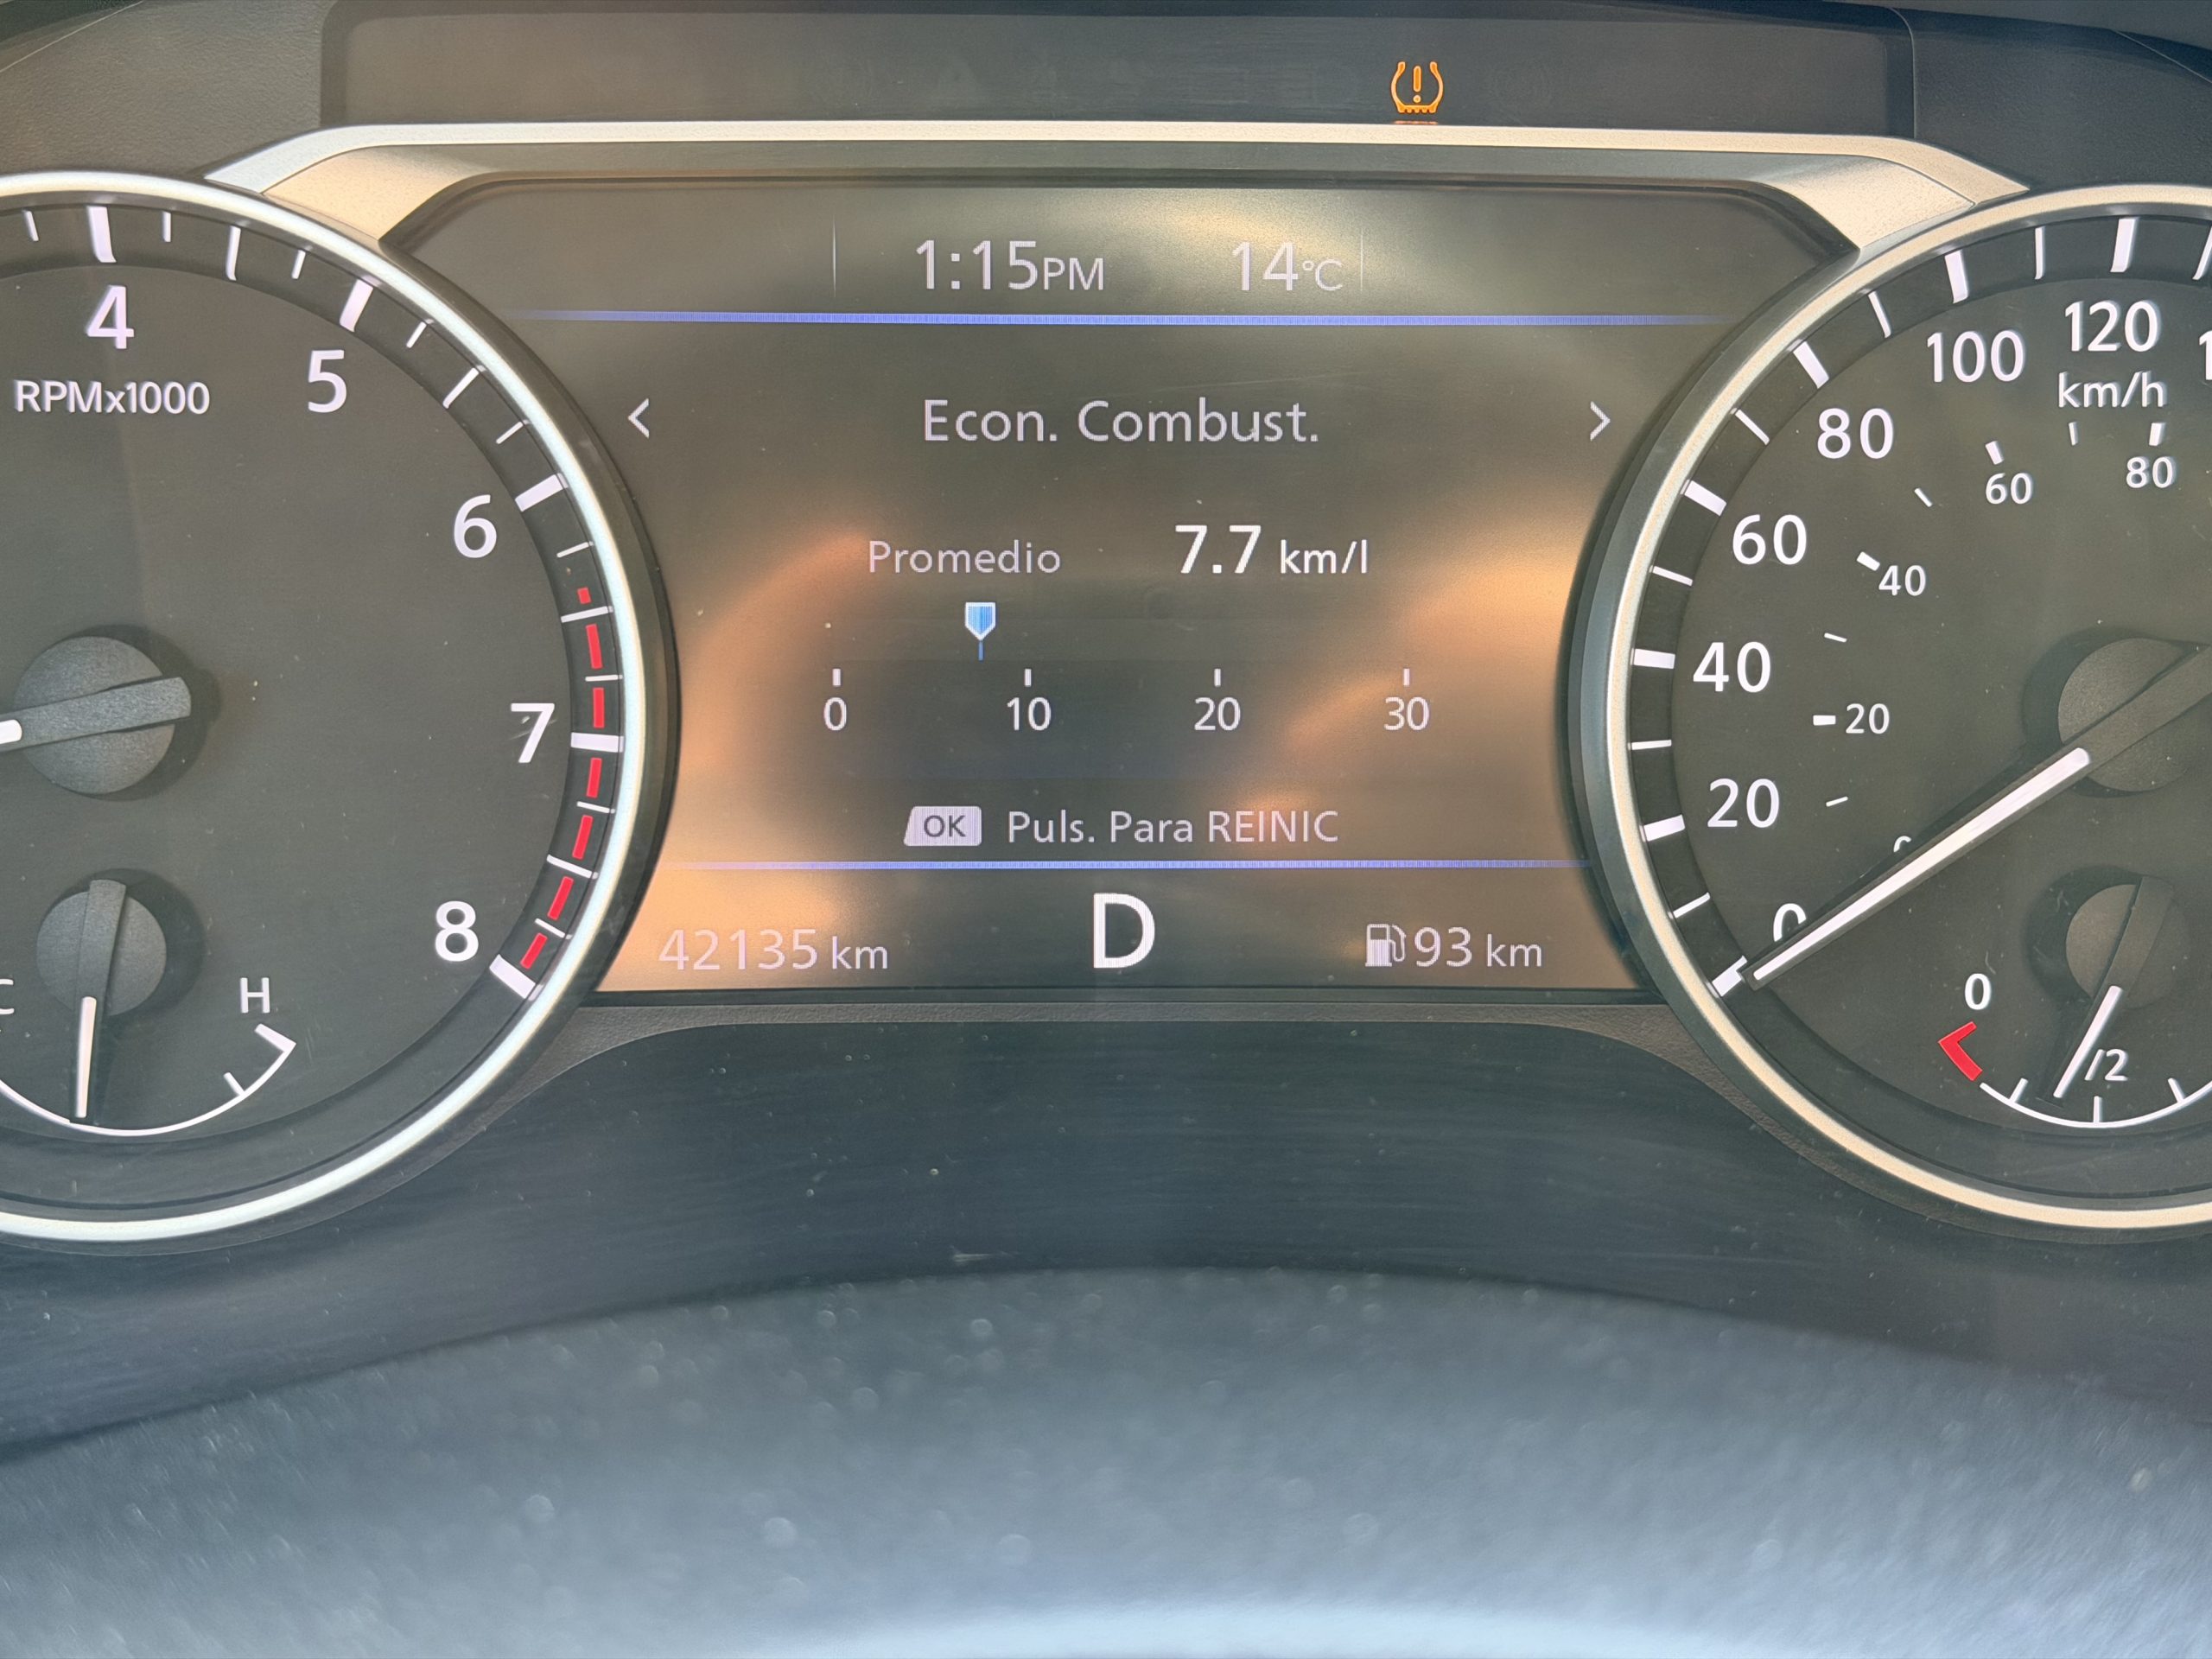 1:15PM 14°C
4
5
RPMx1000
6
7
8
C
H
< Econ. Combust. >
Promedio 7.7 km/l
0 10 20 30
OK Puls. Para REINIC
42135 km D 93 km
120
100
km/h
80
60
40
20
0
80
60
40
20
0
0
/2